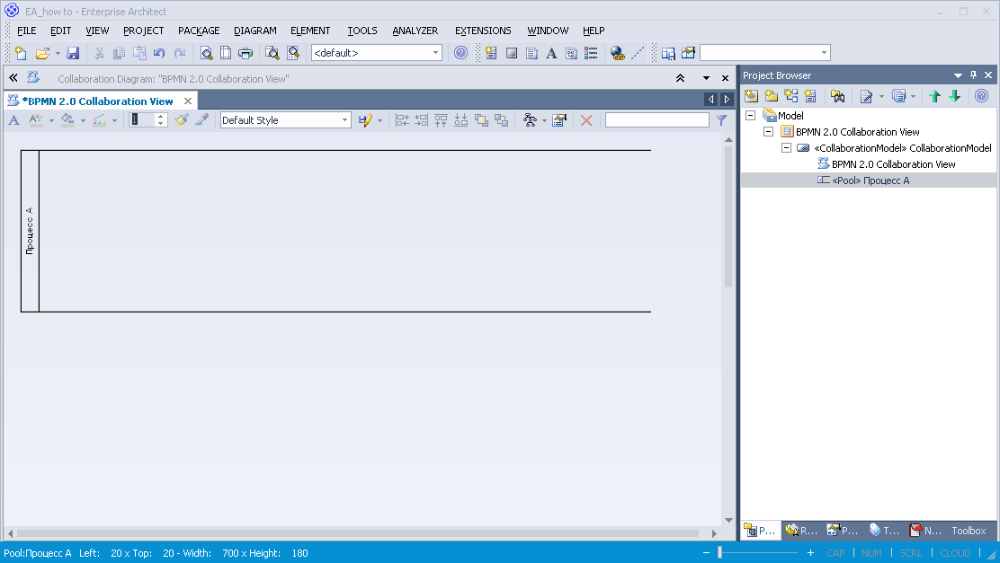 EA_how to - Enterprise Architect
FILE EDIT VIEW PROJECT PACKAGE DIAGRAM ELEMENT TOOLS ANALYZER EXTENSIONS WINDOW HELP
<default>
Collaboration Diagram: "BPMN 2.0 Collaboration View"
*BPMN 2.0 Collaboration View
1
Default Style
Процесс А
Project Browser
Model
BPMN 2.0 Collaboration View
«CollaborationModel» CollaborationModel
BPMN 2.0 Collaboration View
«Pool» Процесс А
P... R... P... T... N... Toolbox
Pool:Процесс А Left: 20 x Top: 20 - Width: 700 x Height: 180
CAP NUM SCRL CLOUD